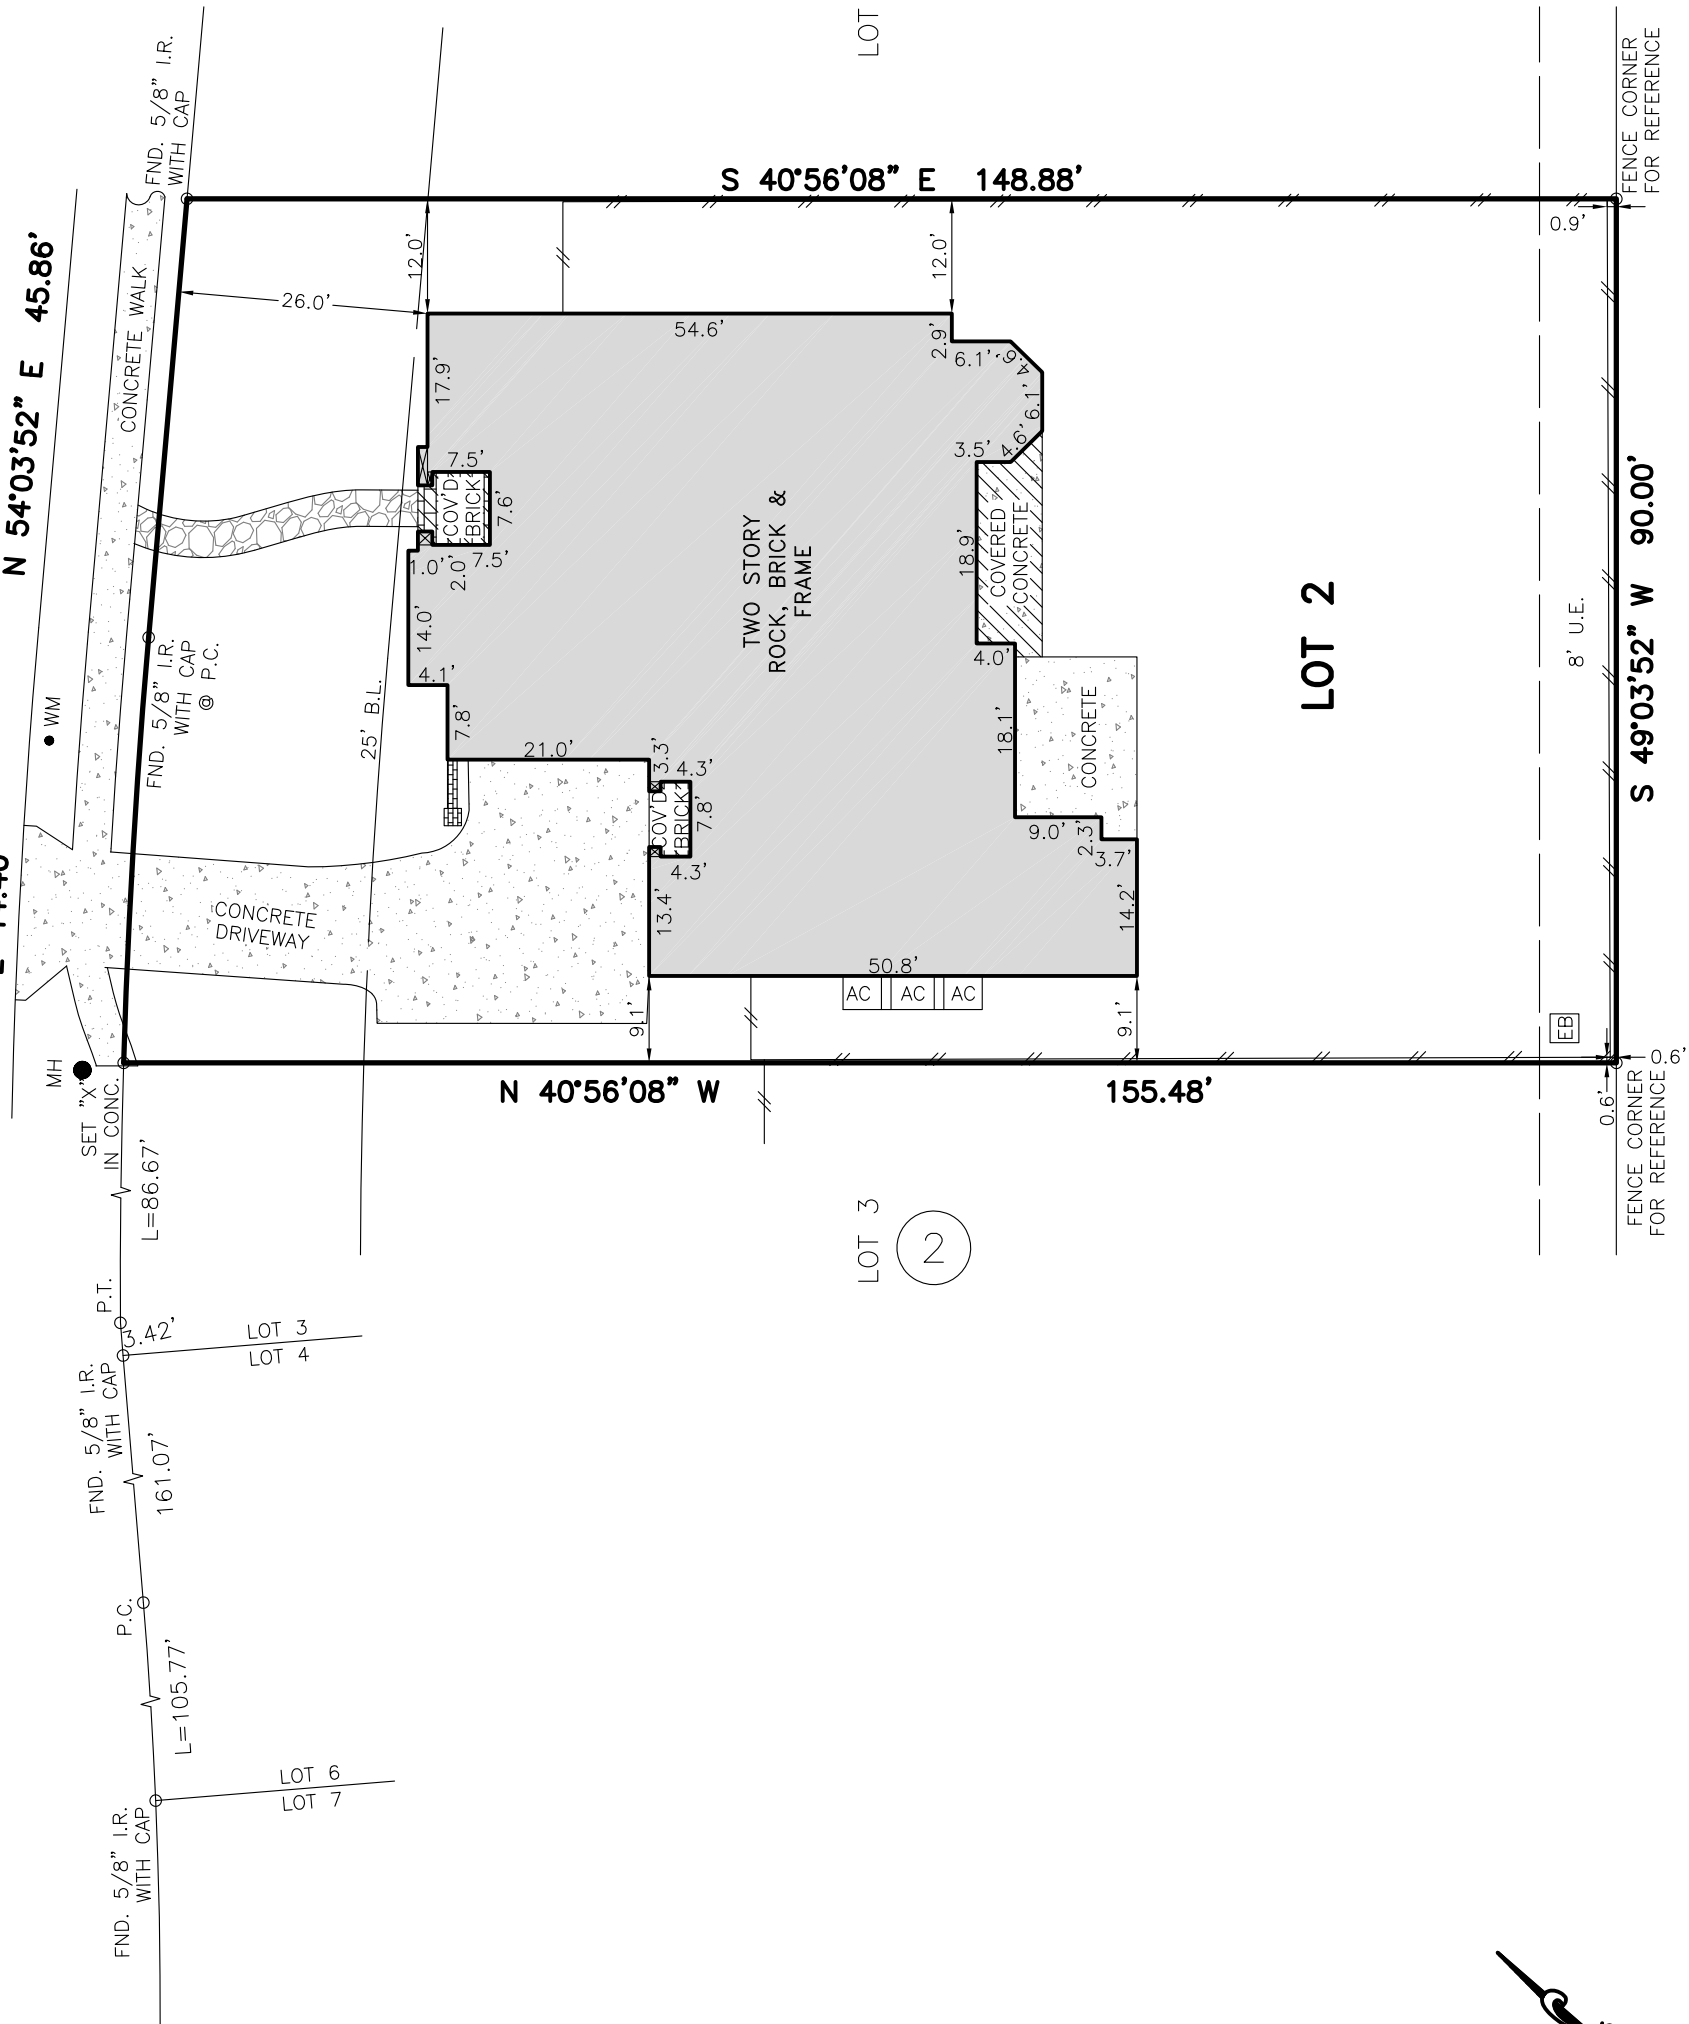 LOT
FND. 5/8" I.R.
WITH CAP
FENCE CORNER
FOR REFERENCE
S 40°56'08" E 148.88'
N 54°03'52" E 45.86'
CONCRETE WALK
12.0'
12.0'
0.9'
26.0'
54.6'
2.9'
6.1'
4.6'
6.1'
4.6'
3.5'
17.9'
7.5'
COV'D
BRICK
7.6'
7.5'
1.0'
2.0'
14.0'
4.1'
7.8'
21.0'
TWO STORY
ROCK, BRICK &
FRAME
18.9'
COVERED
CONCRETE
4.0'
18.1'
CONCRETE
LOT 2
8' U.E.
S 49°03'52" W 90.00'
WM
FND. 5/8" I.R.
WITH CAP
@ P.C.
25' B.L.
3.3'
4.3'
COV'D
BRICK
7.8'
4.3'
13.4'
9.0'
2.3'
3.7'
14.2'
CONCRETE
DRIVEWAY
50.8'
AC
AC
AC
9.1'
9.1'
EB
0.6'
0.6'
MH
SET "X"
IN CONC.
N 40°56'08" W 155.48'
FENCE CORNER
FOR REFERENCE
L=86.67'
LOT 3
2
P.T.
3.42'
LOT 3
LOT 4
FND. 5/8" I.R.
WITH CAP
161.07'
P.C.
L=105.77'
LOT 6
LOT 7
FND. 5/8" I.R.
WITH CAP